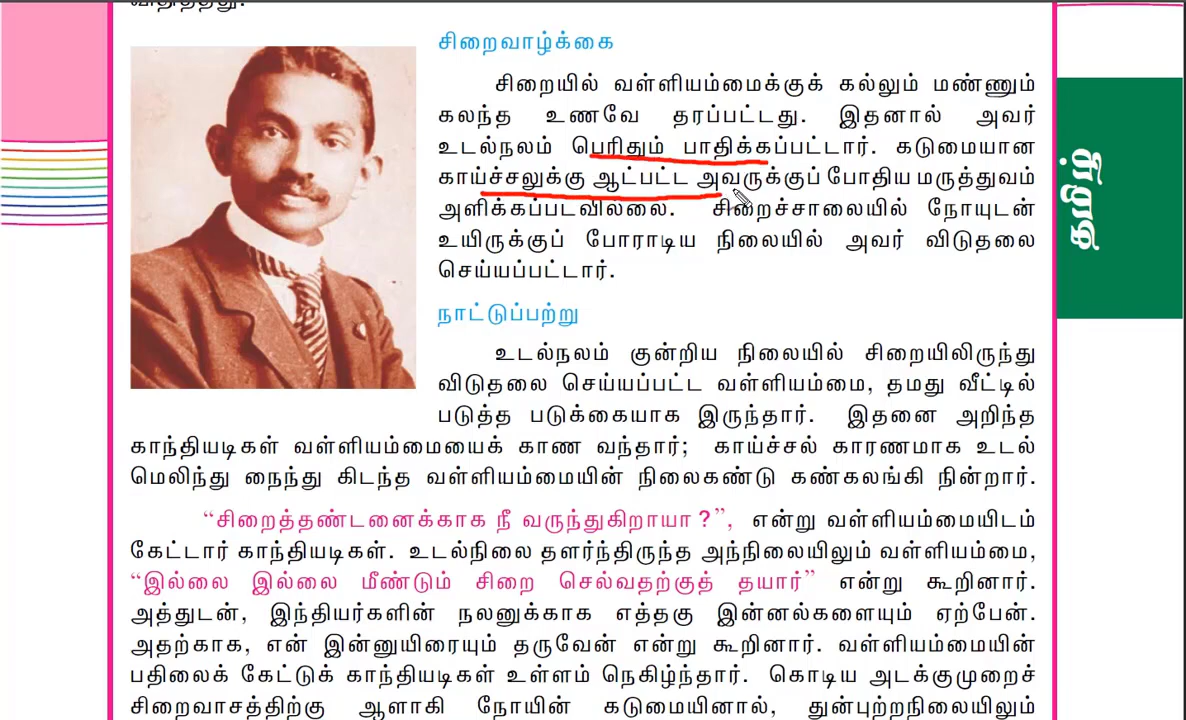 சிறைவாழ்க்கை
சிறையில் வள்ளியம்மைக்குக் கல்லும் மண்ணும்
கலந்த உணவே தரப்பட்டது. இதனால் அவர்
உடல்நலம் பெரிதும் பாதிக்கப்பட்டார். கடுமையான
காய்ச்சலுக்கு ஆட்பட்ட அவருக்குப் போதிய மருத்துவம்
அளிக்கப்படவில்லை. சிறைச்சாலையில் நோயுடன்
உயிருக்குப் போராடிய நிலையில் அவர் விடுதலை
செய்யப்பட்டார்.
தமிழ்
நாட்டுப்பற்று
உடல்நலம் குன்றிய நிலையில் சிறையிலிருந்து
விடுதலை செய்யப்பட்ட வள்ளியம்மை, தமது வீட்டில்
படுத்த படுக்கையாக இருந்தார். இதனை அறிந்த
காந்தியடிகள் வள்ளியம்மையைக் காண வந்தார்; காய்ச்சல் காரணமாக உடல்
மெலிந்து நைந்து கிடந்த வள்ளியம்மையின் நிலைகண்டு கண்கலங்கி நின்றார்.
“சிறைத்தண்டனைக்காக நீ வருந்துகிறாயா ?”, என்று வள்ளியம்மையிடம்
கேட்டார் காந்தியடிகள். உடல்நிலை தளர்ந்திருந்த அந்நிலையிலும் வள்ளியம்மை,
“இல்லை இல்லை மீண்டும் சிறை செல்வதற்குத் தயார்” என்று கூறினார்.
அத்துடன், இந்தியர்களின் நலனுக்காக எத்தகு இன்னல்களையும் ஏற்பேன்.
அதற்காக, என் இன்னுயிரையும் தருவேன் என்று கூறினார். வள்ளியம்மையின்
பதிலைக் கேட்டுக் காந்தியடிகள் உள்ளம் நெகிழ்ந்தார். கொடிய அடக்குமுறைச்
சிறைவாசத்திற்கு ஆளாகி நோயின் கடுமையினால், துன்புற்றநிலையிலும்